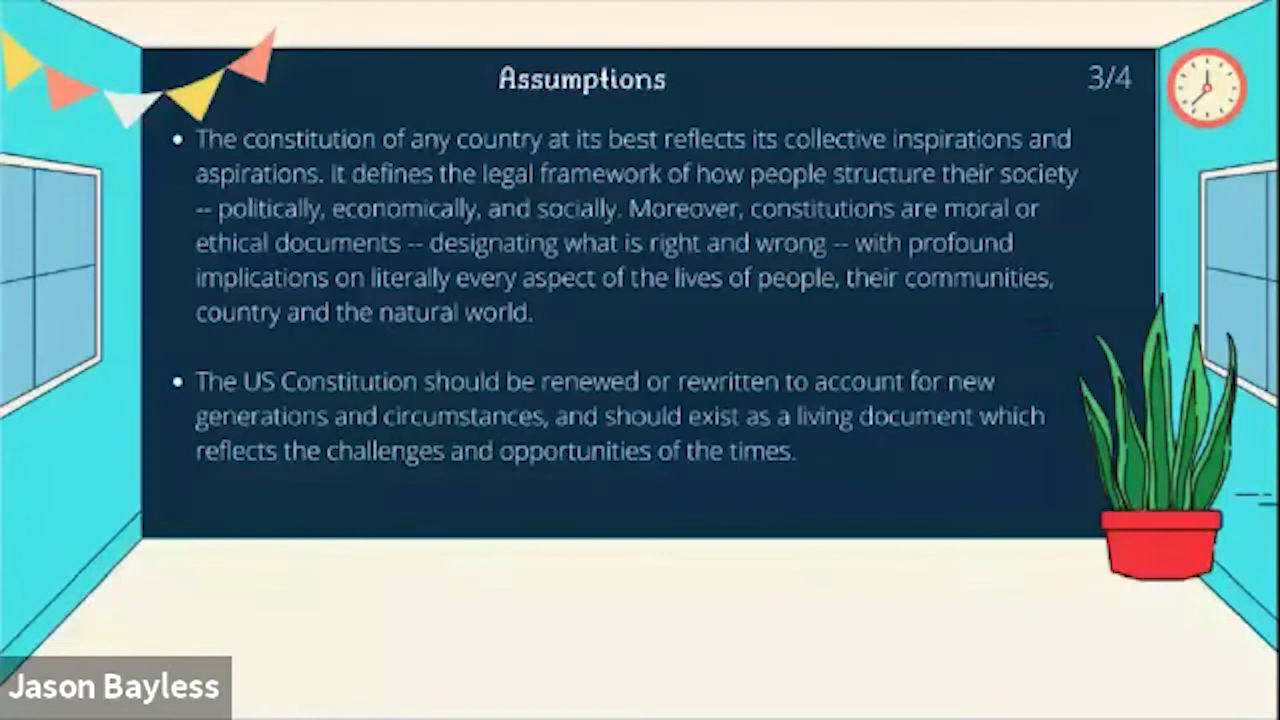 Assumptions
3/4
• The constitution of any country at its best reflects its collective inspirations and
aspirations. It defines the legal framework of how people structure their society
-- politically, economically, and socially. Moreover, constitutions are moral or
ethical documents -- designating what is right and wrong -- with profound
implications on literally every aspect of the lives of people, their communities,
country and the natural world.
• The US Constitution should be renewed or rewritten to account for new
generations and circumstances, and should exist as a living document which
reflects the challenges and opportunities of the times.
Jason Bayless